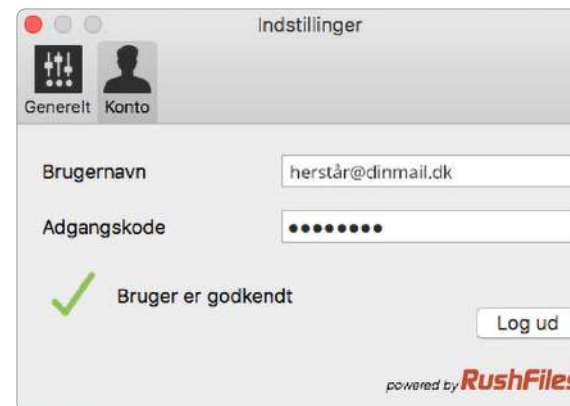 Indstillinger
Generelt Konto
Brugernavn herstår@dinmail.dk
Adgangskode ●●●●●●●●
Bruger er godkendt
Log ud
powered by RushFiles